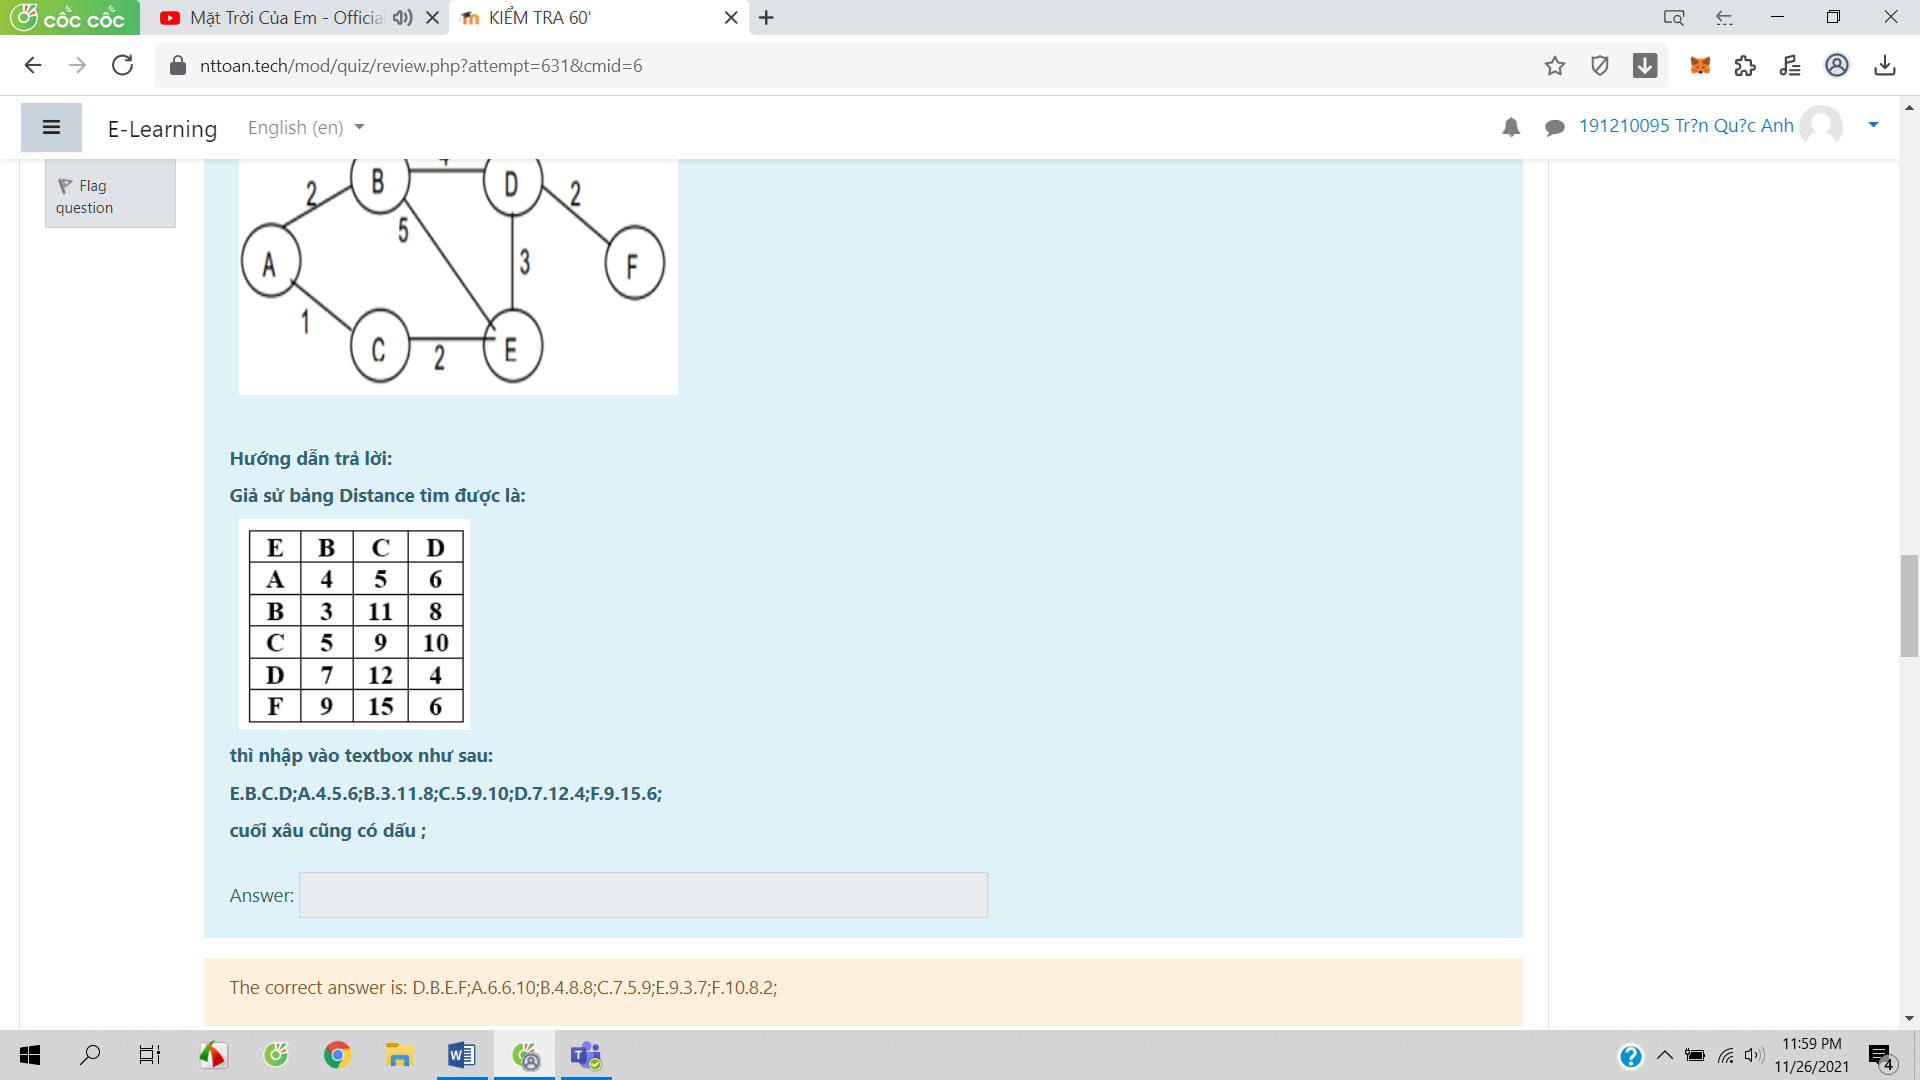 cốc cốc
Mặt Trời Của Em - Official
KIỂM TRA 60'
nttoan.tech/mod/quiz/review.php?attempt=631&cmid=6
E-Learning
English (en)
191210095 Tr?n Qu?c Anh
Flag
question
B
D
2
2
5
A
3
F
1
C
2
E
Hướng dẫn trả lời:
Giả sử bảng Distance tìm được là:
E B C D
A 4 5 6
B 3 11 8
C 5 9 10
D 7 12 4
F 9 15 6
thì nhập vào textbox như sau:
E.B.C.D;A.4.5.6;B.3.11.8;C.5.9.10;D.7.12.4;F.9.15.6;
cuối xâu cũng có dấu ;
Answer:
The correct answer is: D.B.E.F;A.6.6.10;B.4.8.8;C.7.5.9;E.9.3.7;F.10.8.2;
11:59 PM
11/26/2021
4